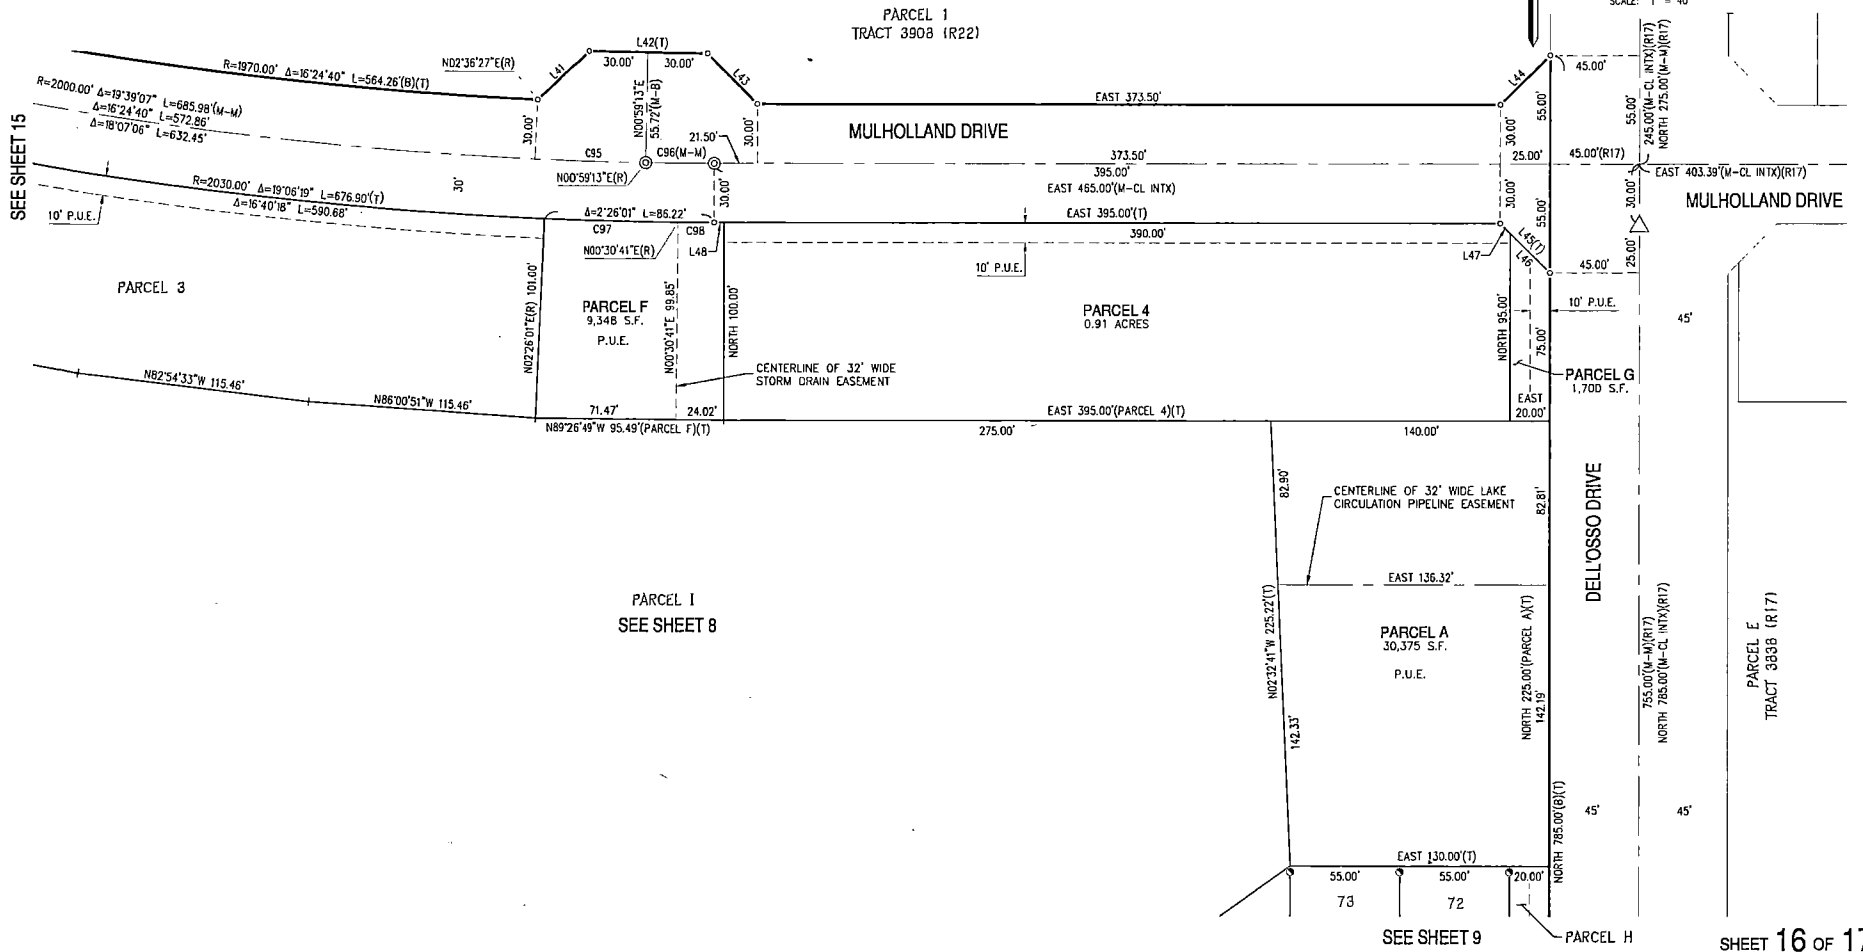 SCALE: 1" = 40'
PARCEL 1
TRACT 3908 (R22)
SEE SHEET 15
R=1970.00' Δ=16°24'40" L=564.26'(B)(T)
R=2000.00' Δ=19°39'07" L=685.98'(M-M)
Δ=16°24'40" L=572.86'
Δ=18°07'06" L=632.45'
N02°36'27"E(R)
L41
L42(T)
30.00'
30.00'
L43
N00°59'13"E
55.72'(M-B)
30.00'
30.00'
C95
C96(M-M)
21.50'
N00°59'13"E(R)
EAST 373.50'
MULHOLLAND DRIVE
373.50'
395.00'
EAST 465.00'(M-CL INTX)
L44
45.00'
55.00'
30.00'
25.00'
45.00'(R17)
55.00'
245.00'(M-CL INTX)(R17)
NORTH 275.00'(M-M)(R17)
EAST 403.39'(M-CL INTX)(R17)
MULHOLLAND DRIVE
R=2030.00' Δ=19°06'19" L=676.90'(T)
Δ=16°40'18" L=590.68'
30'
10' P.U.E.
Δ=2°26'01" L=86.22'
C97
C98
30.00'
N00°30'41"E(R)
L48
EAST 395.00'(T)
390.00'
10' P.U.E.
30.00'
55.00'
30.00'
25.00'
L47
L45(T)
L46
45.00'
10' P.U.E.
45'
PARCEL 3
N02°26'01"E(R) 101.00'
PARCEL F
9,348 S.F.
P.U.E.
N00°30'41"E 99.85'
NORTH 100.00'
CENTERLINE OF 32' WIDE
STORM DRAIN EASEMENT
PARCEL 4
0.91 ACRES
NORTH 95.00'
75.00'
PARCEL G
1,700 S.F.
EAST
20.00'
N82°54'33"W 115.46'
N86°00'51"W 115.46'
71.47'
24.02'
N89°26'49"W 95.49'(PARCEL F)(T)
EAST 395.00'(PARCEL 4)(T)
275.00'
140.00'
82.90'
CENTERLINE OF 32' WIDE LAKE
CIRCULATION PIPELINE EASEMENT
82.81'
DELL'OSSO DRIVE
EAST 136.32'
PARCEL I
SEE SHEET 8
N02°32'41"W 225.22'(T)
142.33'
PARCEL A
30,375 S.F.
P.U.E.
NORTH 225.00'(PARCEL A)(T)
142.19'
755.00'(M-M)(R17)
NORTH 785.00'(M-CL INTX)(R17)
PARCEL E
TRACT 3838 (R17)
NORTH 785.00'(B)(T)
45'
45'
EAST 130.00'(T)
55.00'
55.00'
20.00'
73
72
SEE SHEET 9
PARCEL H
SHEET 16 OF 17